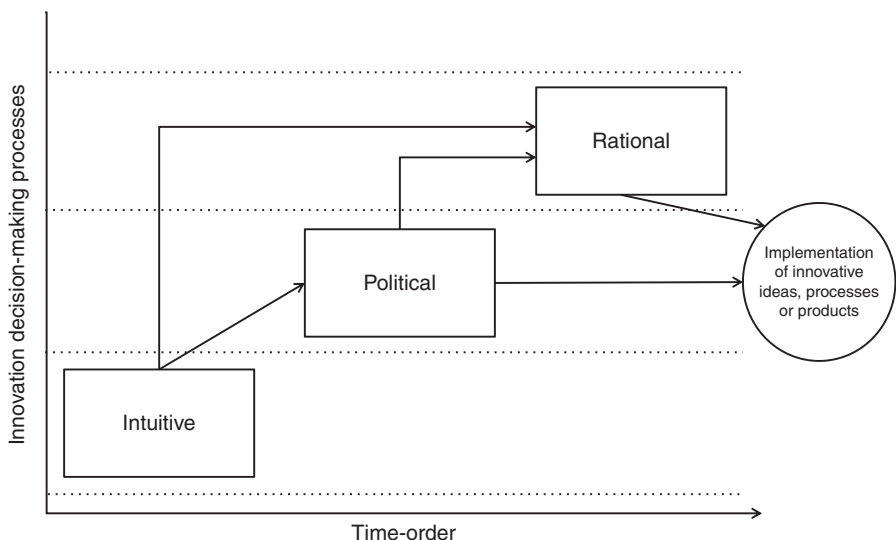 Innovation decision-making processes
Rational
Political
Intuitive
Implementation
of innovative
ideas, processes
or products
Time-order